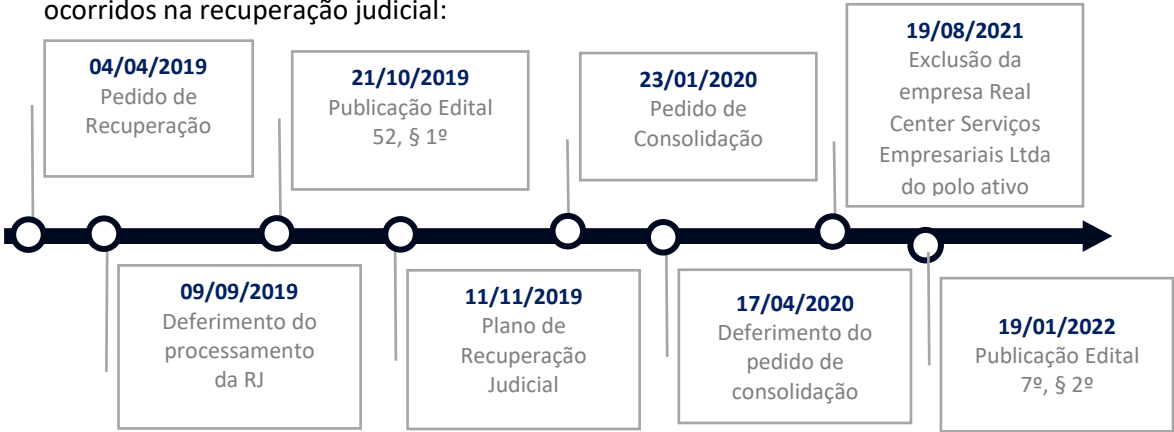 ocorridos na recuperação judicial:
04/04/2019
Pedido de
Recuperação
21/10/2019
Publicação Edital
52, § 1º
23/01/2020
Pedido de
Consolidação
19/08/2021
Exclusão da
empresa Real
Center Serviços
Empresariais Ltda
do polo ativo
09/09/2019
Deferimento do
processamento
da RJ
11/11/2019
Plano de
Recuperação
Judicial
17/04/2020
Deferimento do
pedido de
consolidação
19/01/2022
Publicação Edital
7º, § 2º